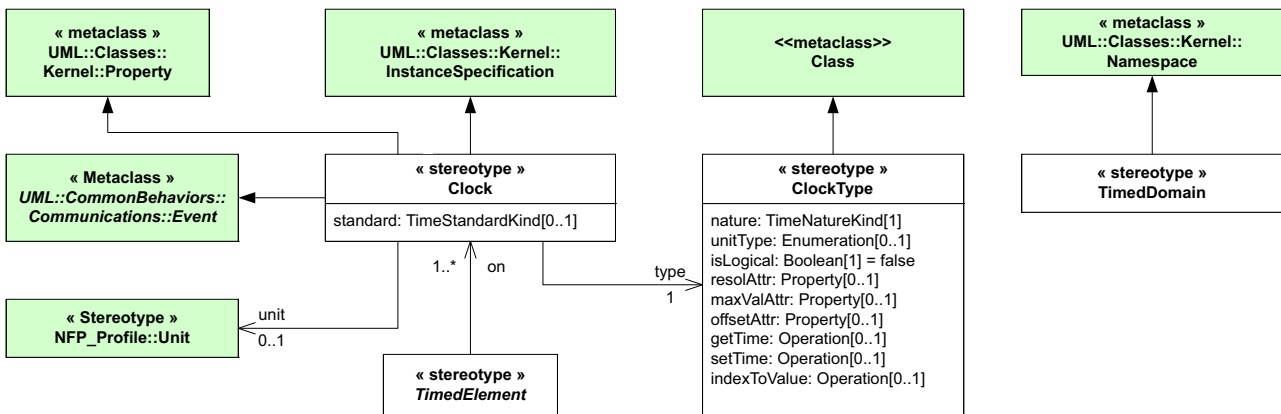 « metaclass »
UML::Classes::
Kernel::Property
« metaclass »
UML::Classes::Kernel::
InstanceSpecification
<<metaclass>>
Class
« metaclass »
UML::Classes::Kernel::
Namespace
« Metaclass »
UML::CommonBehaviors::
Communications::Event
« stereotype »
Clock
standard: TimeStandardKind[0..1]
« stereotype »
ClockType
nature: TimeNatureKind[1]
unitType: Enumeration[0..1]
isLogical: Boolean[1] = false
resolAttr: Property[0..1]
maxValAttr: Property[0..1]
offsetAttr: Property[0..1]
getTime: Operation[0..1]
setTime: Operation[0..1]
indexToValue: Operation[0..1]
« stereotype »
TimedDomain
1..*
on
type
1
« Stereotype »
NFP_Profile::Unit
unit
0..1
« stereotype »
TimedElement